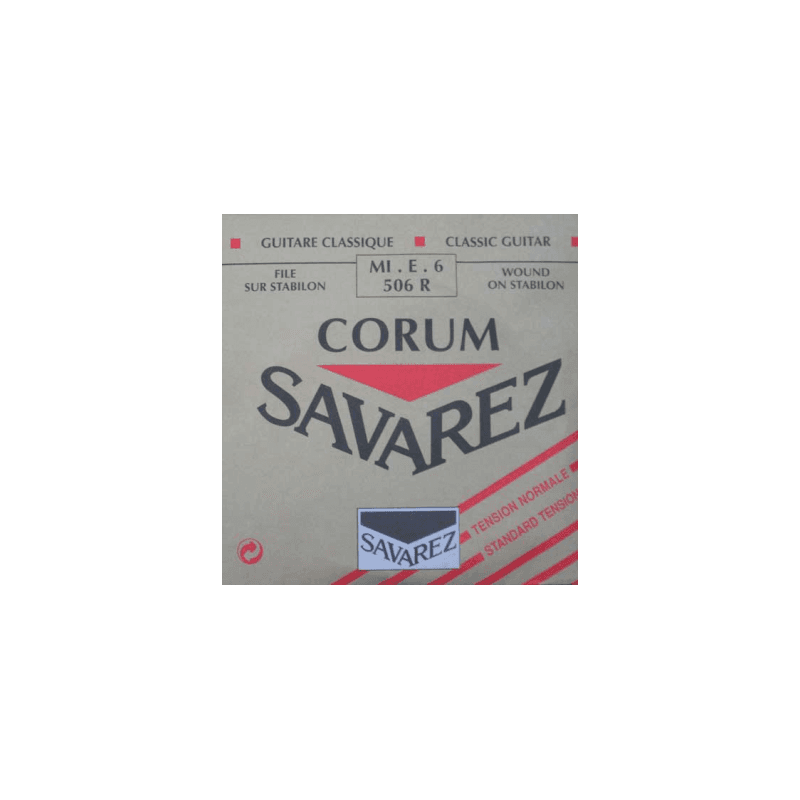 GUITARE CLASSIQUE CLASSIC GUITAR
FILE
SUR STABILON
MI . E . 6
506 R
WOUND
ON STABILON
CORUM
SAVAREZ
TENSION NORMALE
STANDARD TENSION
SAVAREZ